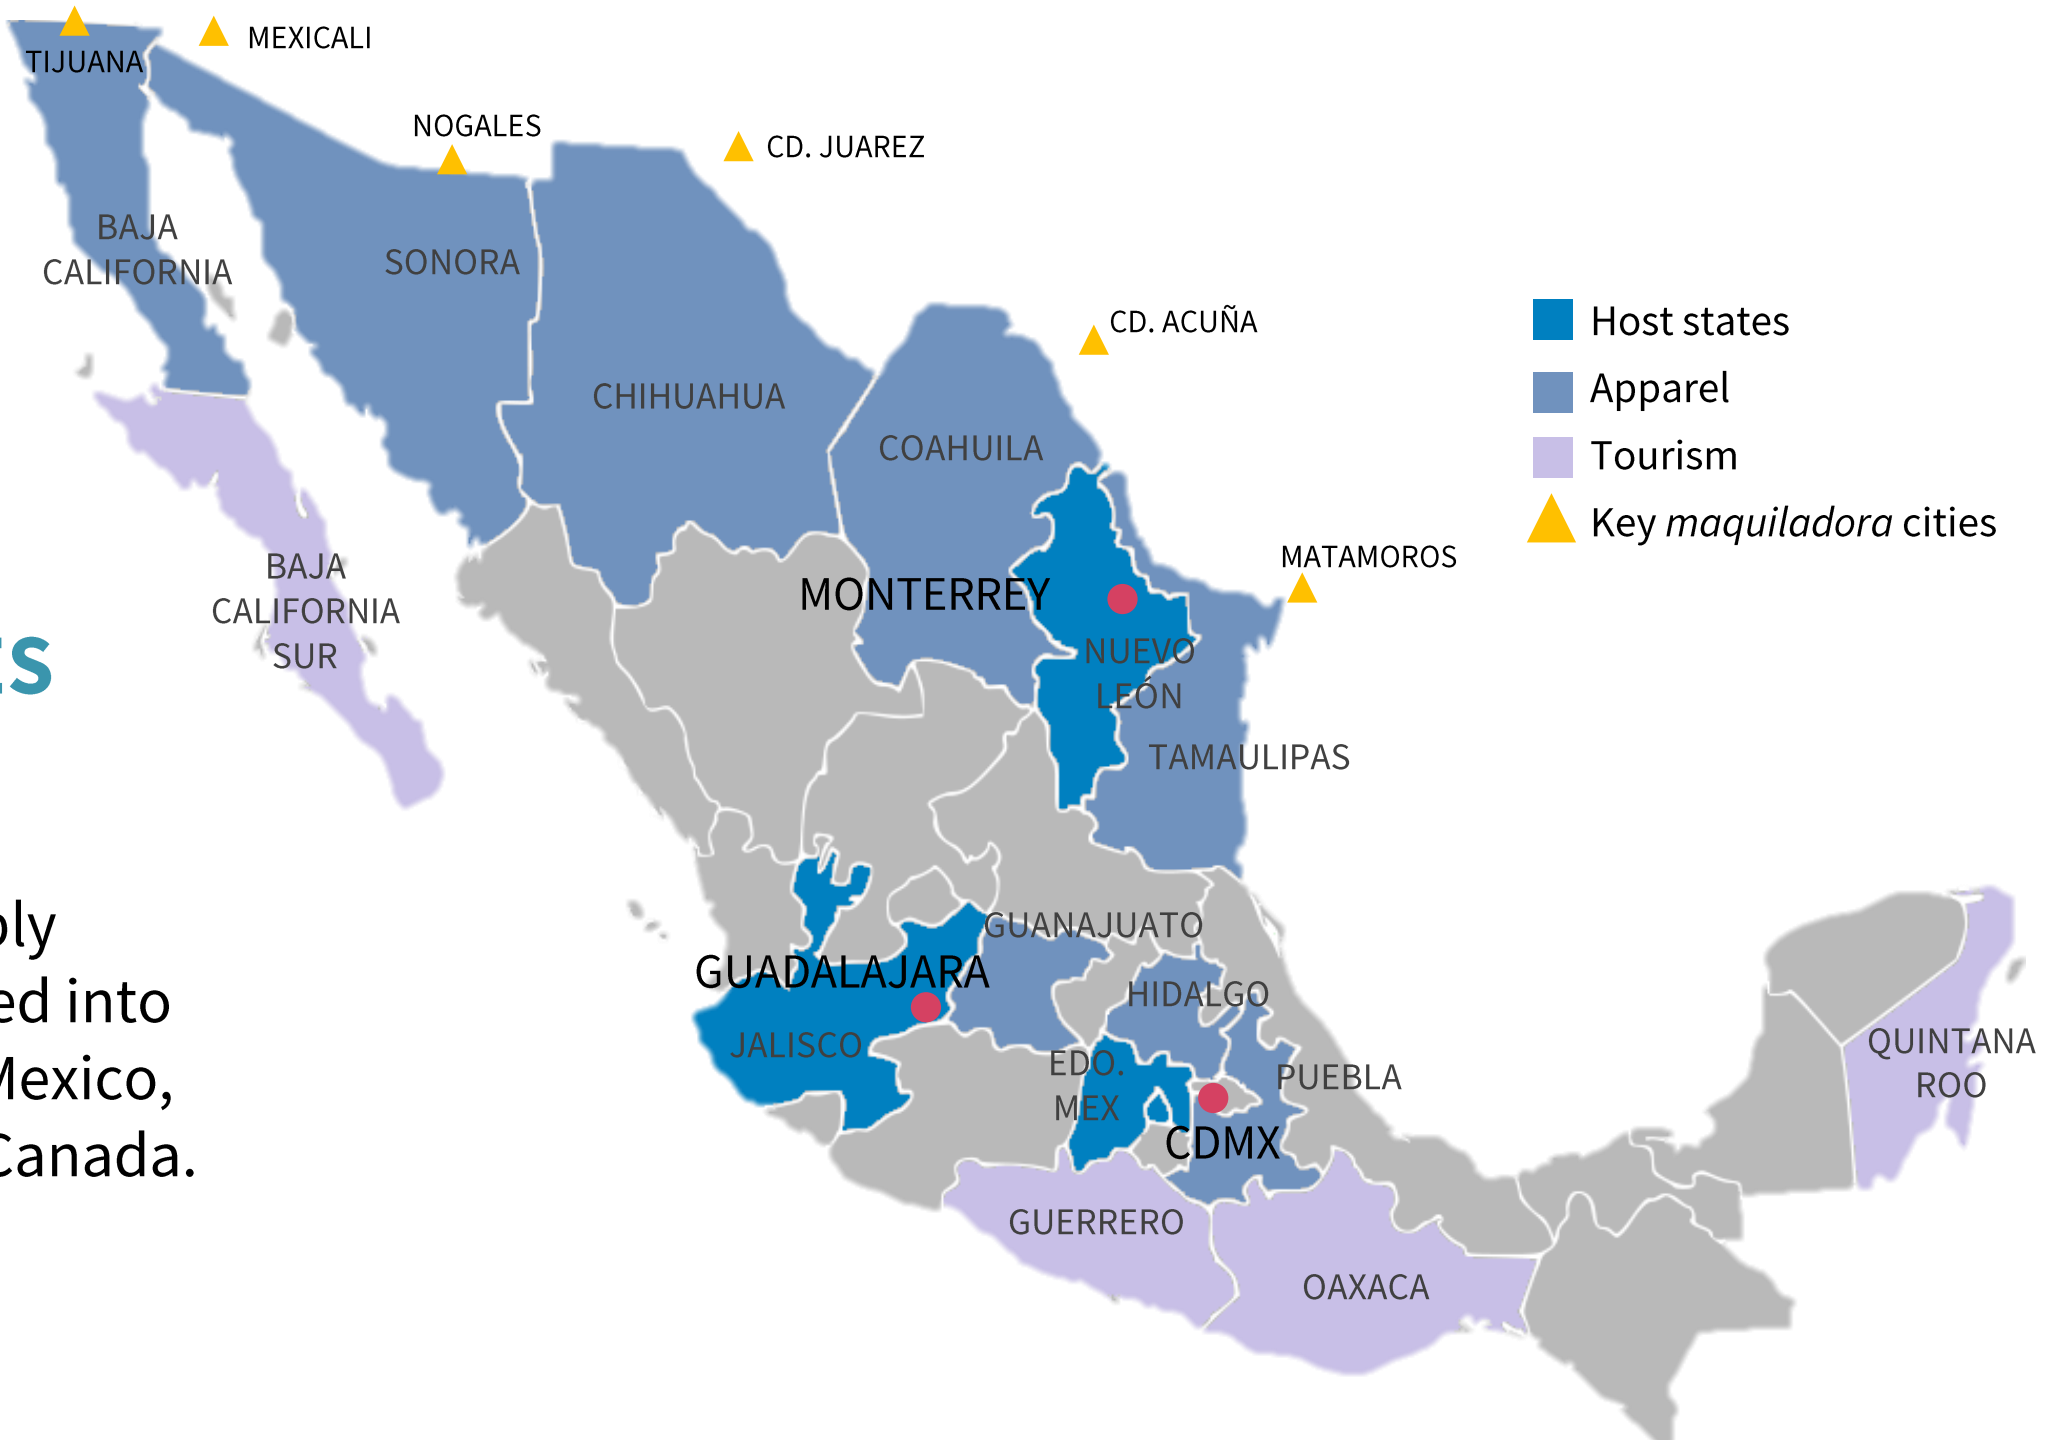 TIJUANA
MEXICALI
NOGALES
CD. JUAREZ
BAJA
CALIFORNIA
SONORA
CHIHUAHUA
CD. ACUÑA
COAHUILA
Host states
Apparel
Tourism
Key maquiladora cities
MATAMOROS
MONTERREY
BAJA
CALIFORNIA
SUR
NUEVO
LEÓN
TAMAULIPAS
GUANAJUATO
GUADALAJARA
HIDALGO
JALISCO
EDO.
MEX
PUEBLA
CDMX
QUINTANA
ROO
GUERRERO
OAXACA
into
Canada.